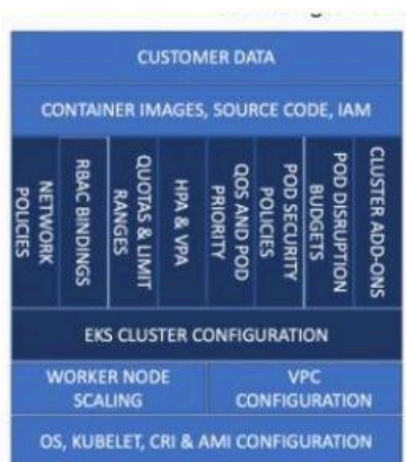 CUSTOMER DATA
CONTAINER IMAGES, SOURCE CODE, IAM
NETWORK
POLICIES
RBAC BINDINGS
QUOTAS & LIMIT
RANGES
HPA & VPA
QOS AND POD
PRIORITY
POD SECURITY
POLICIES
POD DISRUPTION
BUDGETS
CLUSTER ADD-ONS
EKS CLUSTER CONFIGURATION
WORKER NODE
SCALING
VPC
CONFIGURATION
OS, KUBELET, CRI & AMI CONFIGURATION